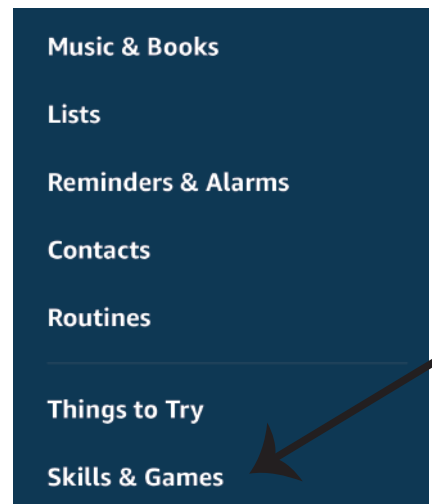 Music & Books
Lists
Reminders & Alarms
Contacts
Routines
Things to Try
Skills & Games